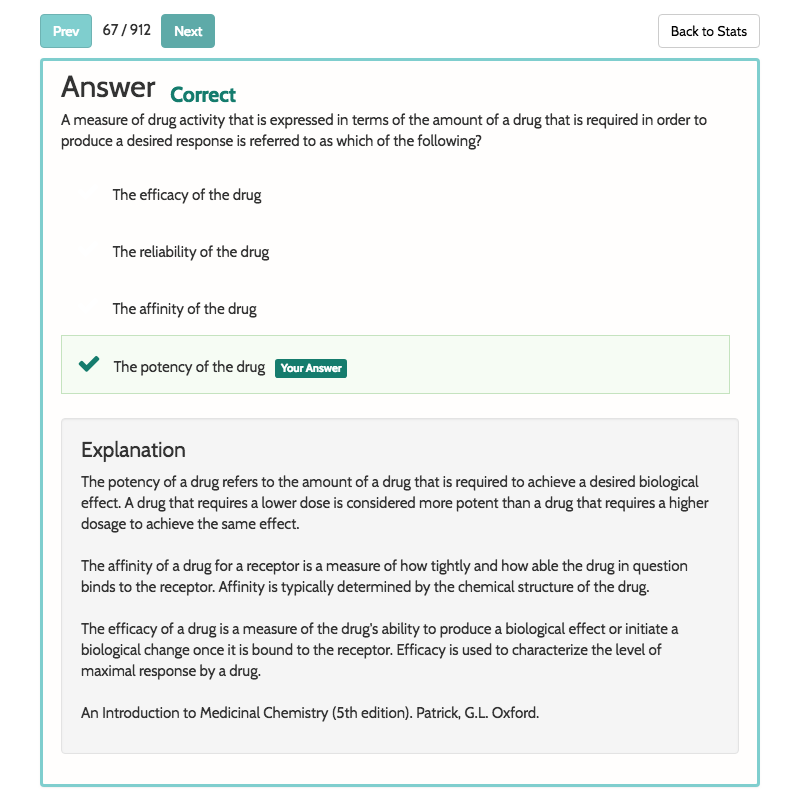 Prev 67 / 912 Next Back to Stats
Answer Correct
A measure of drug activity that is expressed in terms of the amount of a drug that is required in order to
produce a desired response is referred to as which of the following?
The efficacy of the drug
The reliability of the drug
The affinity of the drug
The potency of the drug Your Answer
Explanation
The potency of a drug refers to the amount of a drug that is required to achieve a desired biological
effect. A drug that requires a lower dose is considered more potent than a drug that requires a higher
dosage to achieve the same effect.
The affinity of a drug for a receptor is a measure of how tightly and how able the drug in question
binds to the receptor. Affinity is typically determined by the chemical structure of the drug.
The efficacy of a drug is a measure of the drug's ability to produce a biological effect or initiate a
biological change once it is bound to the receptor. Efficacy is used to characterize the level of
maximal response by a drug.
An Introduction to Medicinal Chemistry (5th edition). Patrick, G.L. Oxford.